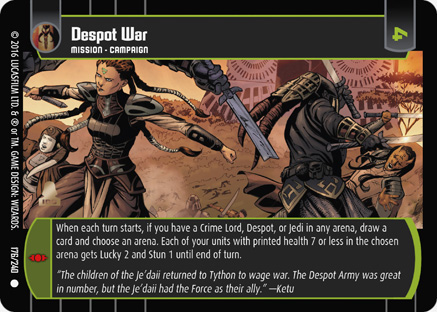 Despot War
MISSION - CAMPAIGN
4
© 2016 LUCASFILM LTD. & ® or TM. GAME DESIGN: WIZARDS.
When each turn starts, if you have a Crime Lord, Despot, or Jedi in any arena, draw a
card and choose an arena. Each of your units with printed health 7 or less in the chosen
arena gets Lucky 2 and Stun 1 until end of turn.
"The children of the Je'daii returned to Tython to wage war. The Despot Army was great
in number, but the Je'daii had the Force as their ally." —Ketu
176/240